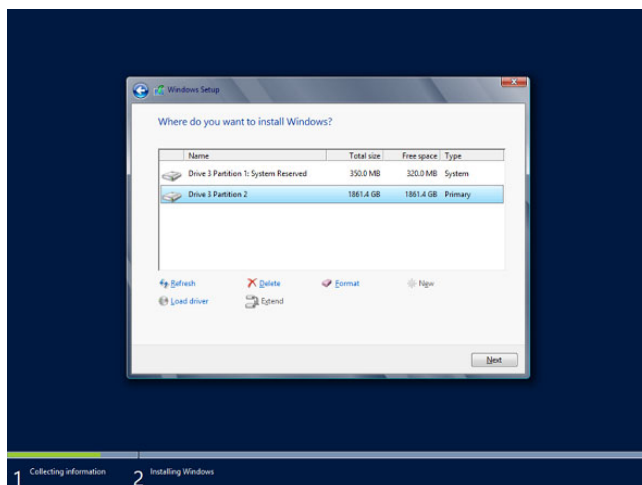 Windows Setup
Where do you want to install Windows?
Name Total size Free space Type
Drive 3 Partition 1: System Reserved 350.0 MB 320.0 MB System
Drive 3 Partition 2 1861.4 GB 1861.4 GB Primary
Refresh Delete Format New
Load driver Extend
Next
1 Collecting information 2 Installing Windows